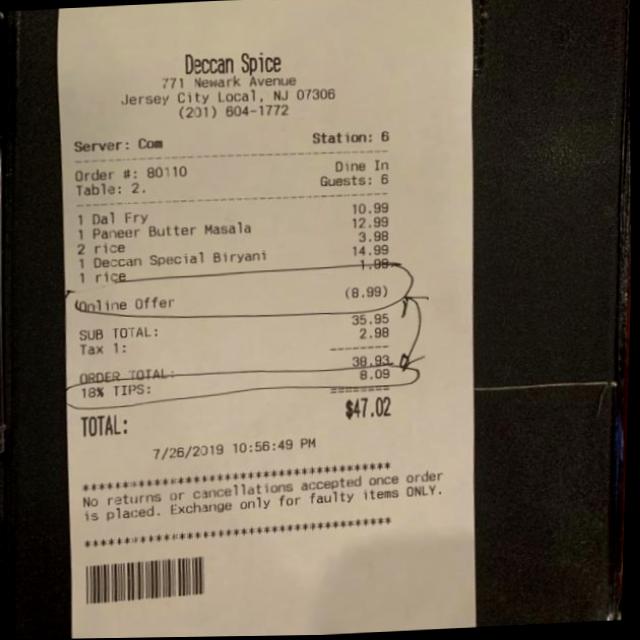 Deccan Spice
771 Newark Avenue
Jersey City Local, NJ 07306
(201) 604-1772
Server: Com Station: 6
Order #: 80110 Dine In
Table: 2. Guests: 6
1 Dal Fry 10.99
1 Paneer Butter Masala 12.99
2 rice 3.98
1 Deccan Special Biryani 14.99
1 rice 1.99
Online Offer (8.99)
SUB TOTAL: 35.95
Tax 1: 2.98
--------
ORDER TOTAL: 38.93
18% TIPS: 8.09
========
TOTAL: $47.02
7/26/2019 10:56:49 PM
******************************************
No returns or cancellations accepted once order
is placed. Exchange only for faulty items ONLY.
******************************************